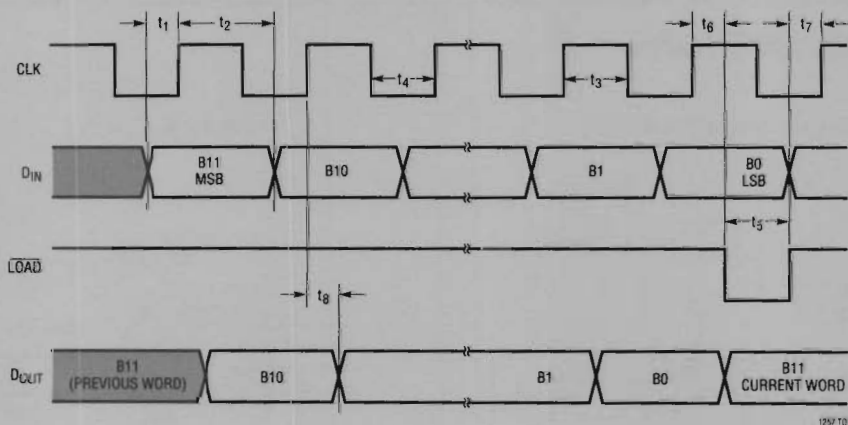 t1
t2
t6
t7
CLK
t4
t3
DIN
B11
MSB
B10
B1
B0
LSB
t5
LOAD
t8
DOUT
B11
(PREVIOUS WORD)
B10
B1
B0
B11
CURRENT WORD
1257 TD